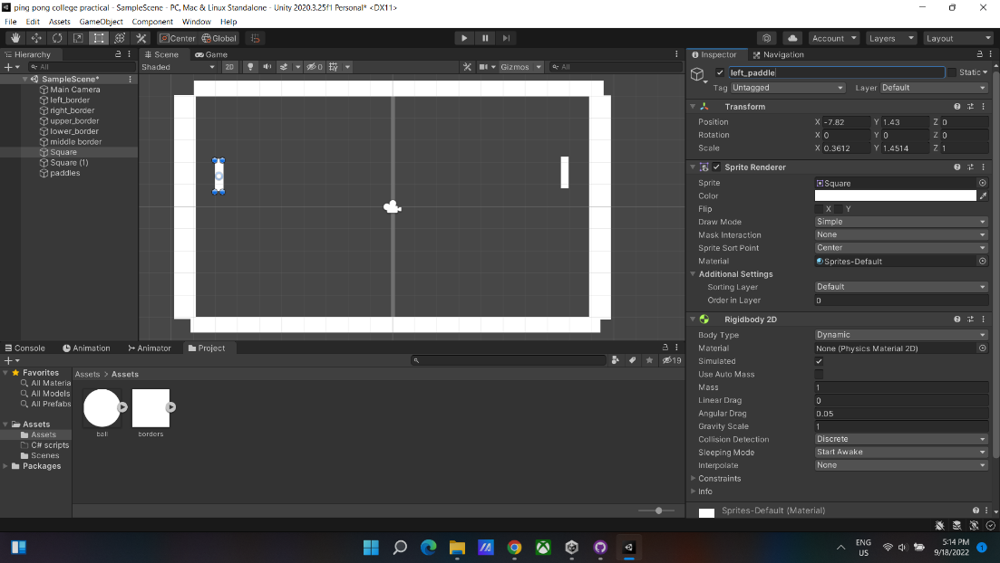 ping pong college practical - SampleScene - PC, Mac & Linux Standalone - Unity 2020.3.25f1 Personal* <DX11>
File Edit Assets GameObject Component Window Help
Center Global Account Layers Layout
Hierarchy
All
SampleScene*
Main Camera
left_border
right_border
upper_border
lower_border
middle border
Square
Square (1)
paddles
Scene Game
Shaded 2D 0 Gizmos All
Inspector Navigation
left_paddle Static
Tag Untagged Layer Default
Transform
Position X -7.82 Y 1.43 Z 0
Rotation X 0 Y 0 Z 0
Scale X 0.3612 Y 1.4514 Z 1
Sprite Renderer
Sprite Square
Color
Flip X Y
Draw Mode Simple
Mask Interaction None
Sprite Sort Point Center
Material Sprites-Default
Additional Settings
Sorting Layer Default
Order in Layer 0
Rigidbody 2D
Body Type Dynamic
Material None (Physics Material 2D)
Simulated
Use Auto Mass
Mass 1
Linear Drag 0
Angular Drag 0.05
Gravity Scale 1
Collision Detection Discrete
Sleeping Mode Start Awake
Interpolate None
Constraints
Info
Sprites-Default (Material)
Console Animation Animator Project
19
Favorites
All Materia
All Models
All Prefabs
Assets
Assets
C# scripts
Scenes
Packages
Assets > Assets
ball borders
ENG
US
5:14 PM
9/18/2022
1